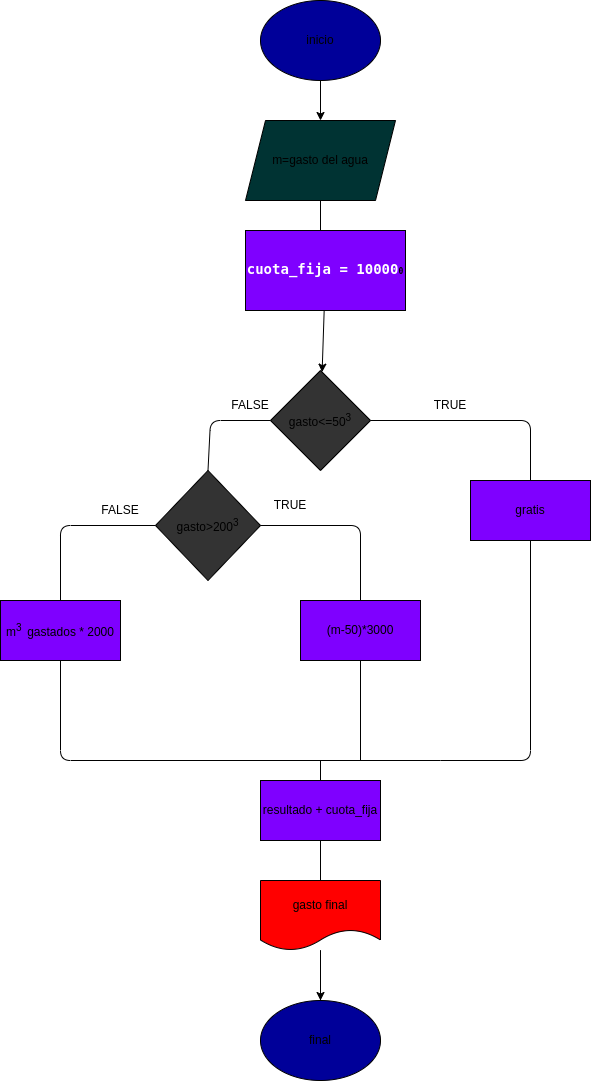 inicio
m=gasto del agua
cuota_fija = 10000
FALSE
TRUE
gasto<=50³
FALSE
TRUE
gratis
gasto>200³
m³ gastados * 2000
(m-50)*3000
resultado + cuota_fija
gasto final
final